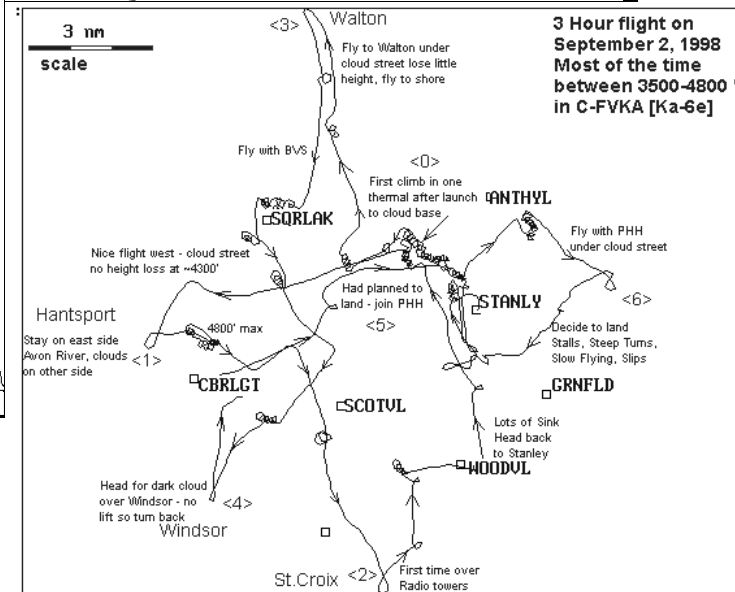 <3>
Walton
3 nm
scale
3 Hour flight on
September 2, 1998
Most of the time
between 3500-4800 '
in C-FVKA [Ka-6e]
Fly to Walton under
cloud street lose little
height, fly to shore
Fly with BVS
<0>
First climb in one
thermal after launch
to cloud base
ANTHYL
SQRLAK
Fly with PHH
under cloud street
Nice flight west - cloud street
no height loss at ~4300'
Had planned to
land - join PHH
<5>
STANLY
<6>
Hantsport
Stay on east side
Avon River, clouds
on other side
<1>
4800' max
Decide to land
Stalls, Steep Turns,
Slow Flying, Slips
CBRLGT
SCOTVL
GRNFLD
Lots of Sink
Head back
to Stanley
WOODVL
Head for dark cloud
over Windsor - no
lift so turn back
<4>
Windsor
St.Croix
<2>
First time over
Radio towers